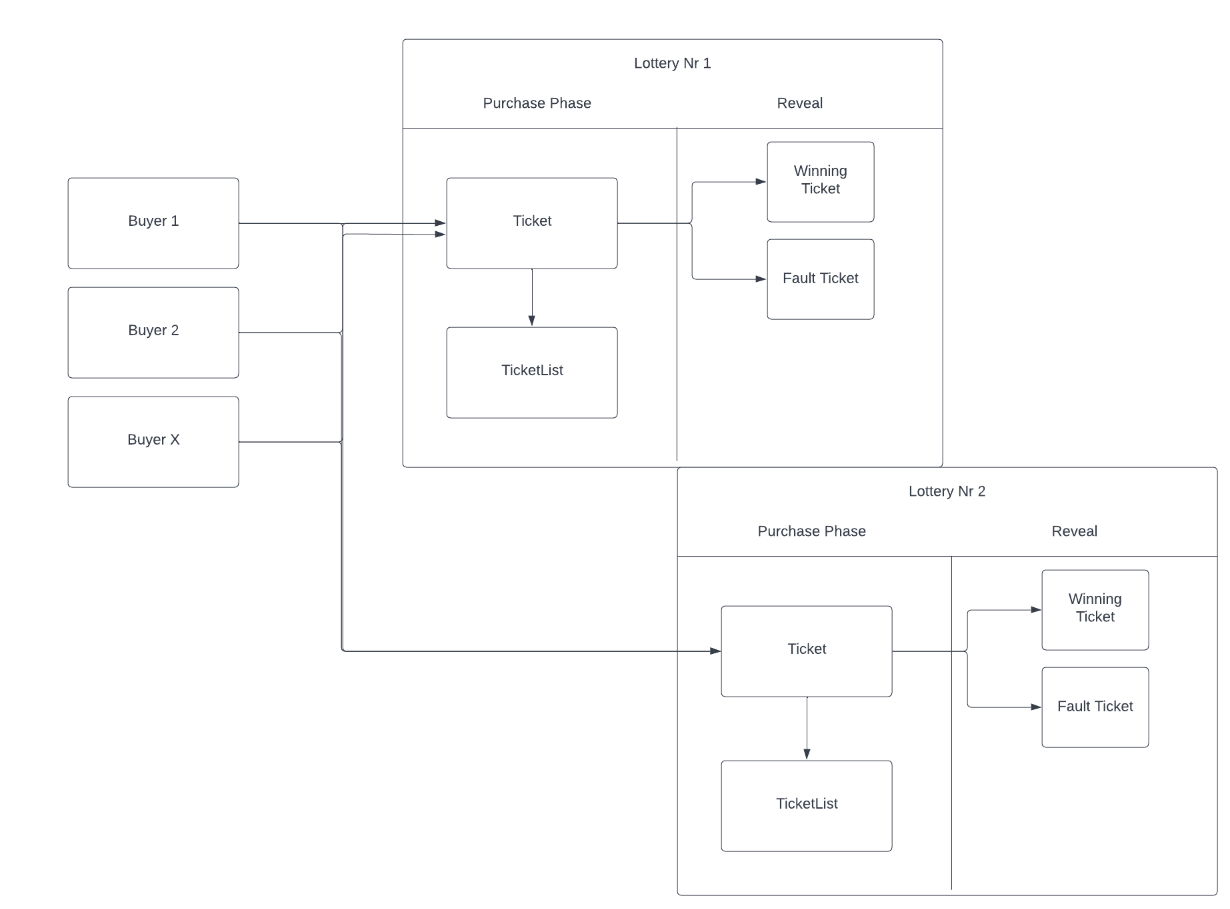 Lottery Nr 1
Purchase Phase
Reveal
Buyer 1
Buyer 2
Buyer X
Ticket
TicketList
Winning
Ticket
Fault Ticket
Lottery Nr 2
Purchase Phase
Reveal
Ticket
TicketList
Winning
Ticket
Fault Ticket